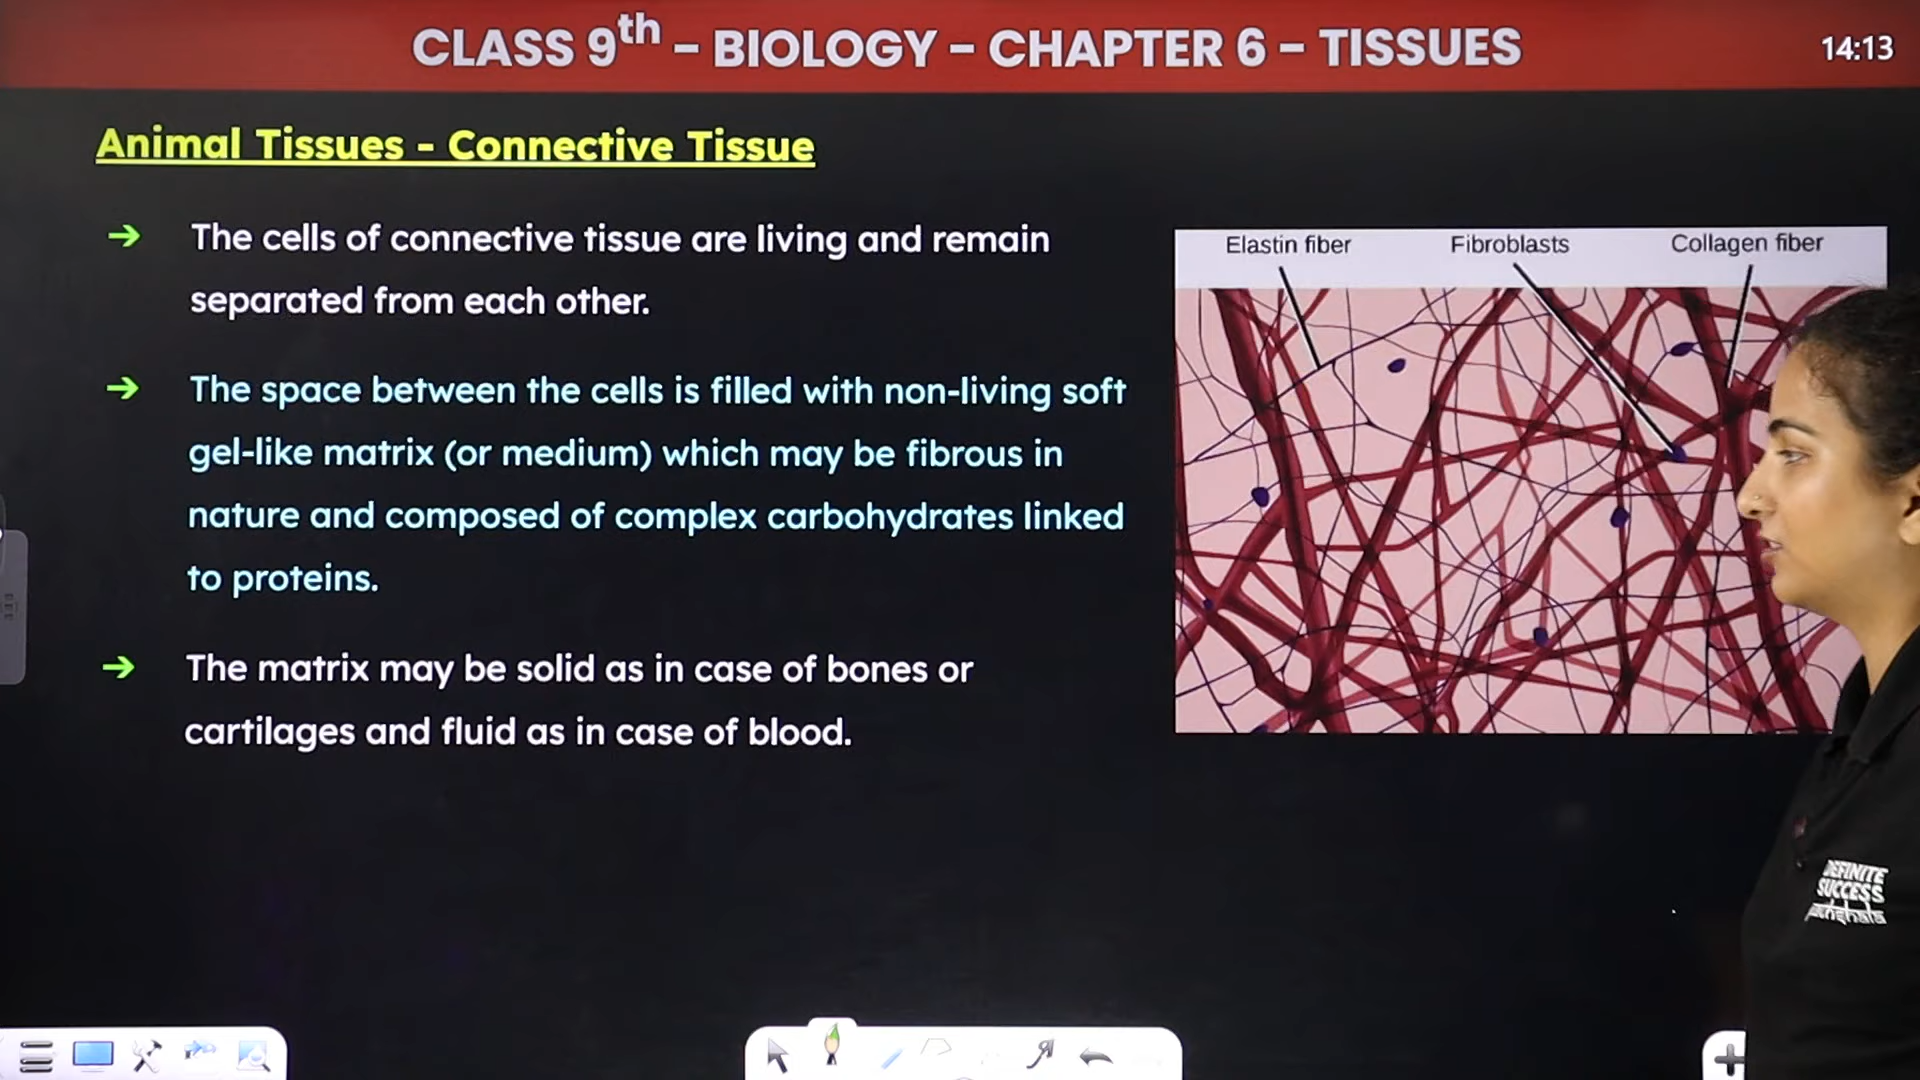 CLASS 9th – BIOLOGY – CHAPTER 6 – TISSUES
14:13
Animal Tissues - Connective Tissue
➔ The cells of connective tissue are living and remain
separated from each other.
➔ The space between the cells is filled with non-living soft
gel-like matrix (or medium) which may be fibrous in
nature and composed of complex carbohydrates linked
to proteins.
➔ The matrix may be solid as in case of bones or
cartilages and fluid as in case of blood.
Elastin fiber Fibroblasts Collagen fiber
DEFINITE
SUCCESS